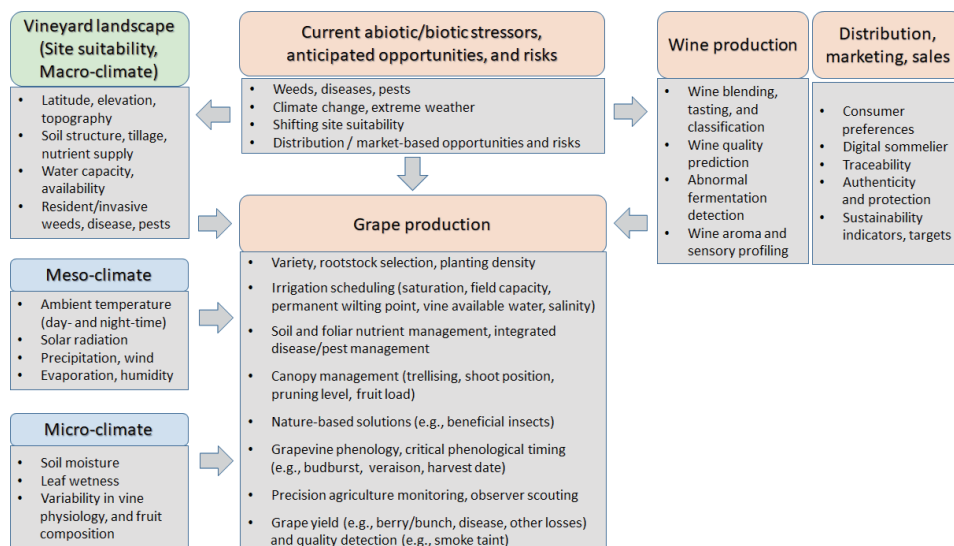 Vineyard landscape
(Site suitability,
Macro-climate)
• Latitude, elevation,
topography
• Soil structure, tillage,
nutrient supply
• Water capacity,
availability
• Resident/invasive
weeds, disease, pests
Meso-climate
• Ambient temperature
(day- and night-time)
• Solar radiation
• Precipitation, wind
• Evaporation, humidity
Micro-climate
• Soil moisture
• Leaf wetness
• Variability in vine
physiology, and fruit
composition
Current abiotic/biotic stressors,
anticipated opportunities, and risks
• Weeds, diseases, pests
• Climate change, extreme weather
• Shifting site suitability
• Distribution / market-based opportunities and risks
Grape production
• Variety, rootstock selection, planting density
• Irrigation scheduling (saturation, field capacity,
permanent wilting point, vine available water, salinity)
• Soil and foliar nutrient management, integrated
disease/pest management
• Canopy management (trellising, shoot position,
pruning level, fruit load)
• Nature-based solutions (e.g., beneficial insects)
• Grapevine phenology, critical phenological timing
(e.g., budburst, veraison, harvest date)
• Precision agriculture monitoring, observer scouting
• Grape yield (e.g., berry/bunch, disease, other losses)
and quality detection (e.g., smoke taint)
Wine production
• Wine blending,
tasting, and
classification
• Wine quality
prediction
• Abnormal
fermentation
detection
• Wine aroma and
sensory profiling
Distribution,
marketing, sales
• Consumer
preferences
• Digital sommelier
• Traceability
• Authenticity
and protection
• Sustainability
indicators, targets